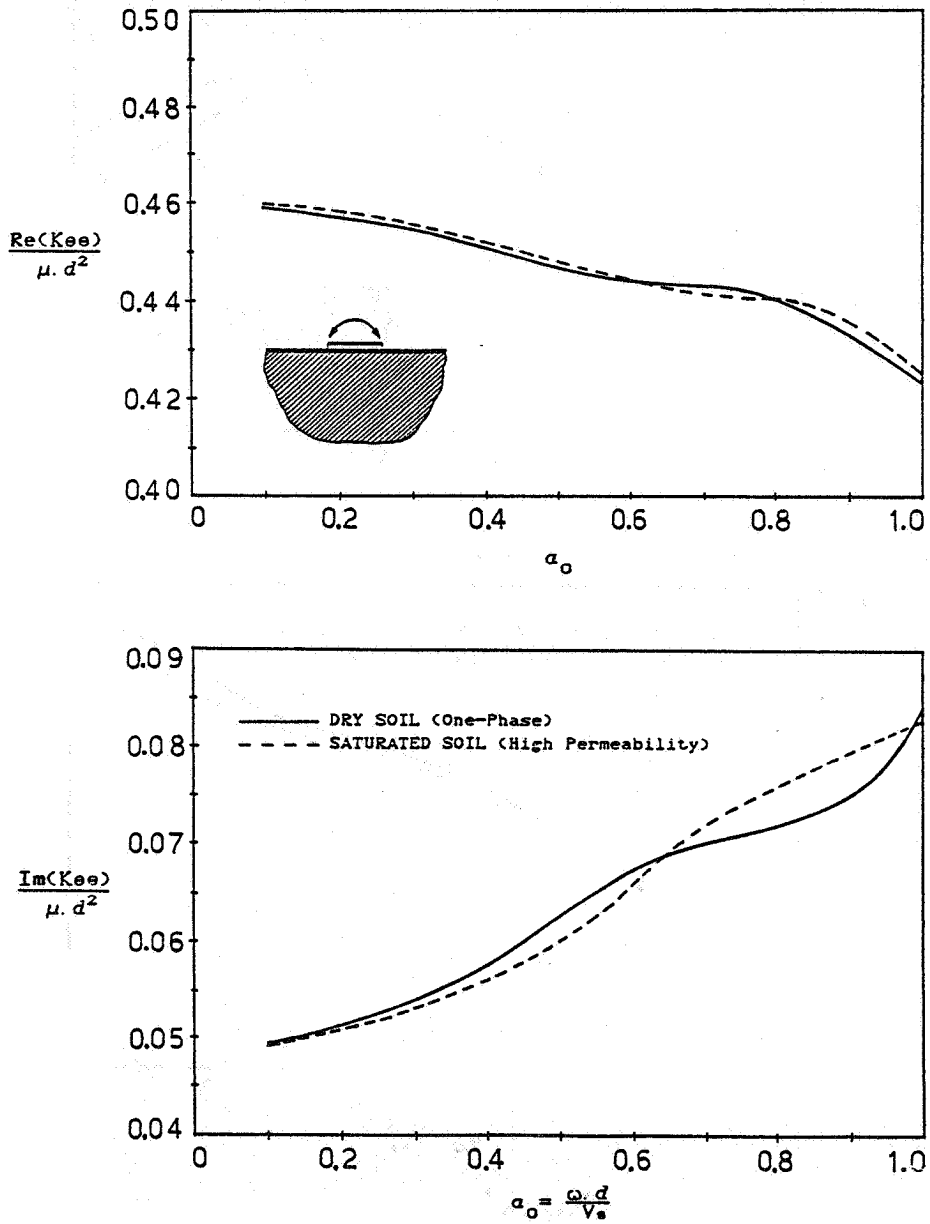 0.50
0.48
0.46
0.44
0.42
0.40
Re(Kθθ)
μ. d²
0 0.2 0.4 0.6 0.8 1.0
a₀
0.09
0.08
0.07
0.06
0.05
0.04
DRY SOIL (One-Phase)
SATURATED SOIL (High Permeability)
Im(Kθθ)
μ. d²
0 0.2 0.4 0.6 0.8 1.0
a₀ = ω. d / Vs